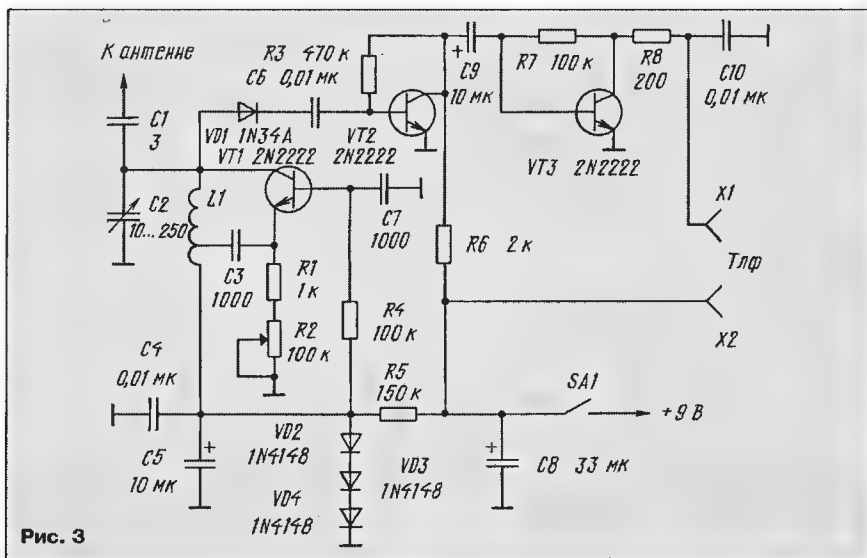 К антенне
R3 470 к
C6 0,01 мк
C9
10 мк
R7 100 к
R8
200
C10
0,01 мк
C1
3
VD1 1N34A
VT1 2N2222
VT2
2N2222
VT3 2N2222
C2
10...250
L1
C7
1000
R6 2 к
X1
Тлф
X2
C3
1000
R1
1 к
R2
100 к
R4
100 к
C4
0,01 мк
R5
150 к
SA1
+9 В
C5
10 мк
VD2
1N4148
VD3
1N4148
VD4
1N4148
C8 33 мк
Рис. 3